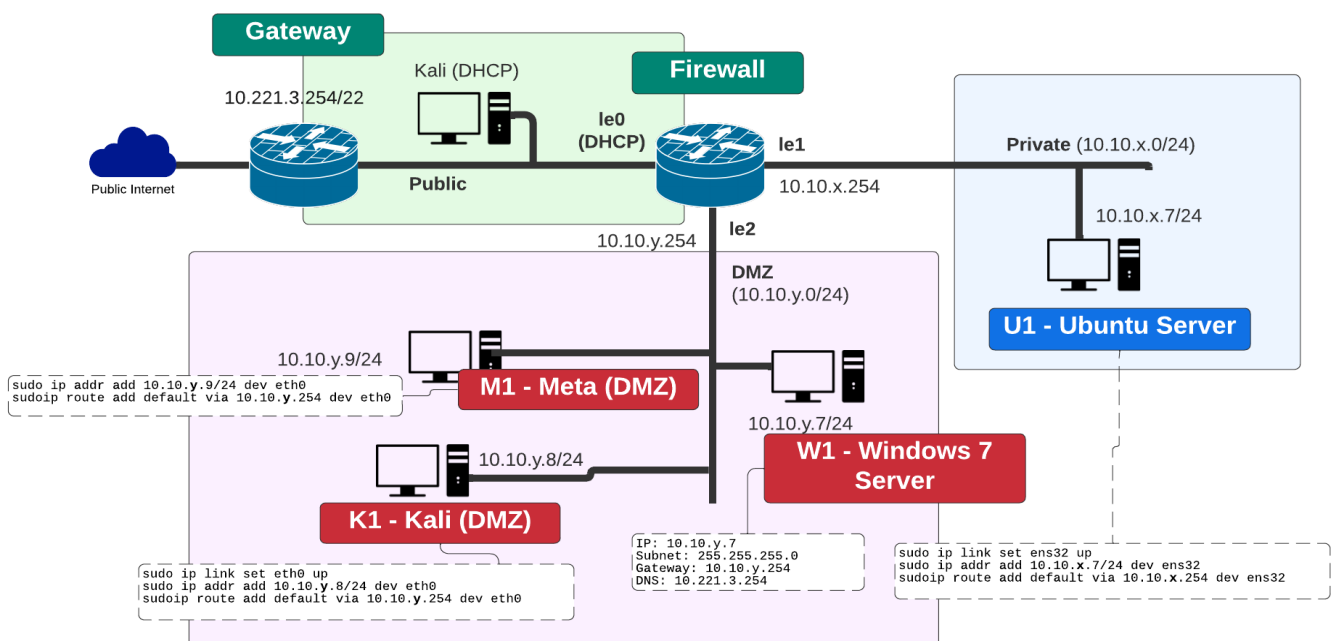 Gateway
Kali (DHCP)
Firewall
10.221.3.254/22
le0
(DHCP)
le1
Private (10.10.x.0/24)
Public Internet
Public
10.10.x.254
10.10.x.7/24
10.10.y.254
le2
DMZ
(10.10.y.0/24)
U1 - Ubuntu Server
10.10.y.9/24
sudo ip addr add 10.10.y.9/24 dev eth0
sudoip route add default via 10.10.y.254 dev eth0
M1 - Meta (DMZ)
10.10.y.7/24
W1 - Windows 7
Server
10.10.y.8/24
K1 - Kali (DMZ)
sudo ip link set eth0 up
sudo ip addr add 10.10.y.8/24 dev eth0
sudoip route add default via 10.10.y.254 dev eth0
IP: 10.10.y.7
Subnet: 255.255.255.0
Gateway: 10.10.y.254
DNS: 10.221.3.254
sudo ip link set ens32 up
sudo ip addr add 10.10.x.7/24 dev ens32
sudoip route add default via 10.10.x.254 dev ens32